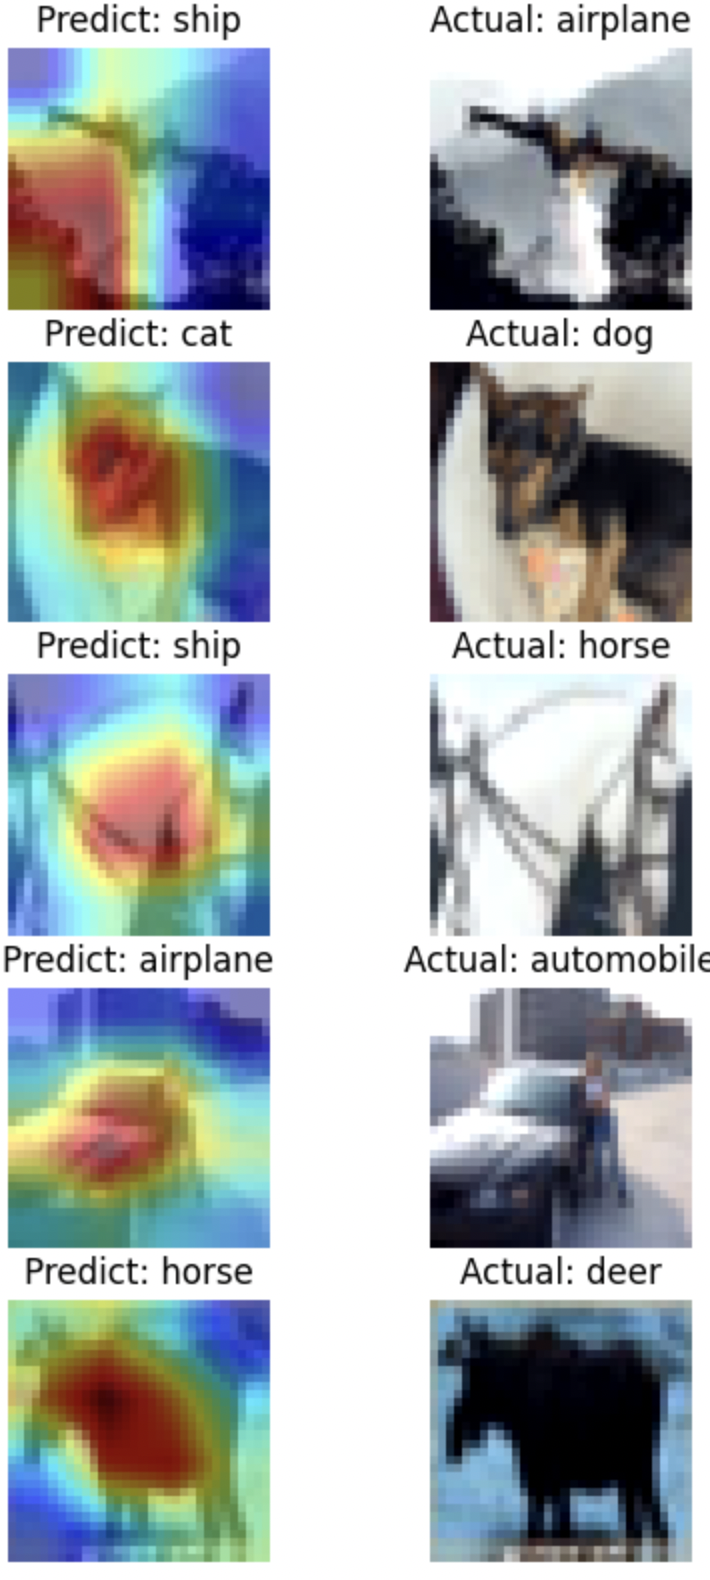 Predict: ship
Actual: airplane
Predict: cat
Actual: dog
Predict: ship
Actual: horse
Predict: airplane
Actual: automobile
Predict: horse
Actual: deer